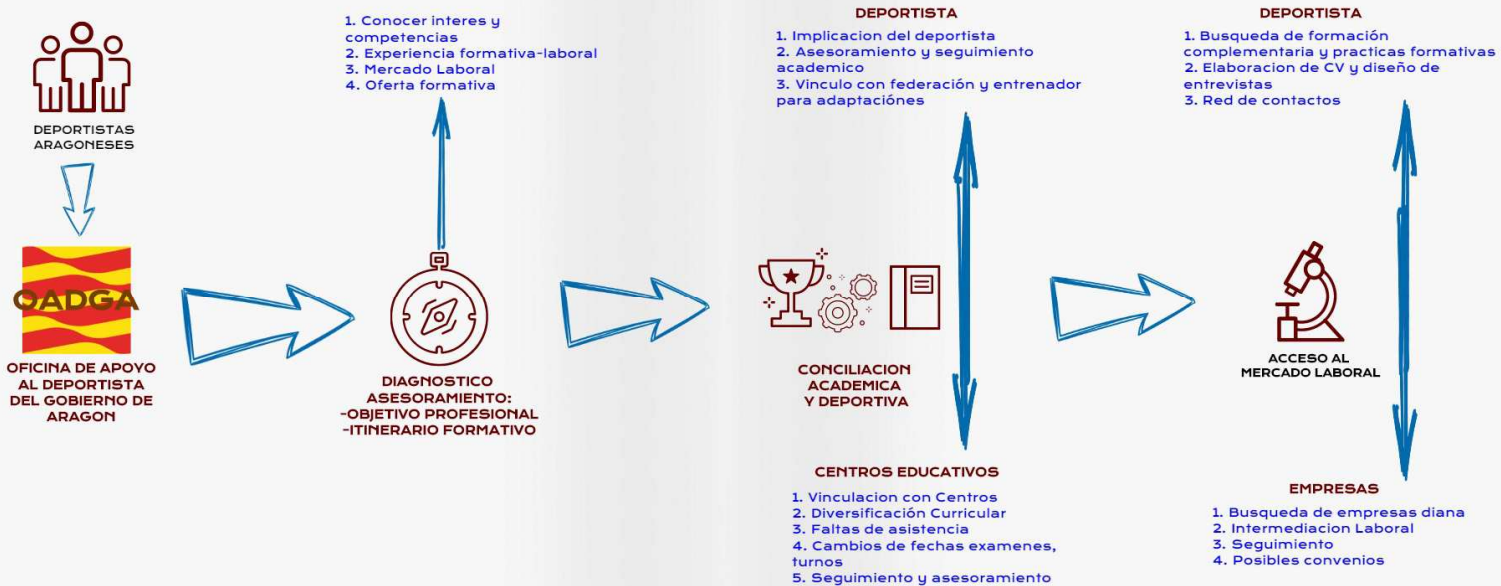 DEPORTISTAS
ARAGONESES
OADGA
OFICINA DE APOYO
AL DEPORTISTA
DEL GOBIERNO DE
ARAGON
1. Conocer interes y
competencias
2. Experiencia formativa-laboral
3. Mercado Laboral
4. Oferta formativa
DIAGNOSTICO
ASESORAMIENTO:
-OBJETIVO PROFESIONAL
-ITINERARIO FORMATIVO
DEPORTISTA
1. Implicacion del deportista
2. Asesoramiento y seguimiento
academico
3. Vinculo con federación y entrenador
para adaptaciónes
CONCILIACION
ACADEMICA
Y DEPORTIVA
CENTROS EDUCATIVOS
1. Vinculacion con Centros
2. Diversificación Curricular
3. Faltas de asistencia
4. Cambios de fechas examenes,
turnos
5. Seguimiento y asesoramiento
DEPORTISTA
1. Busqueda de formación
complementaria y practicas formativas
2. Elaboracion de CV y diseño de
entrevistas
3. Red de contactos
ACCESO AL
MERCADO LABORAL
EMPRESAS
1. Busqueda de empresas diana
2. Intermediacion Laboral
3. Seguimiento
4. Posibles convenios